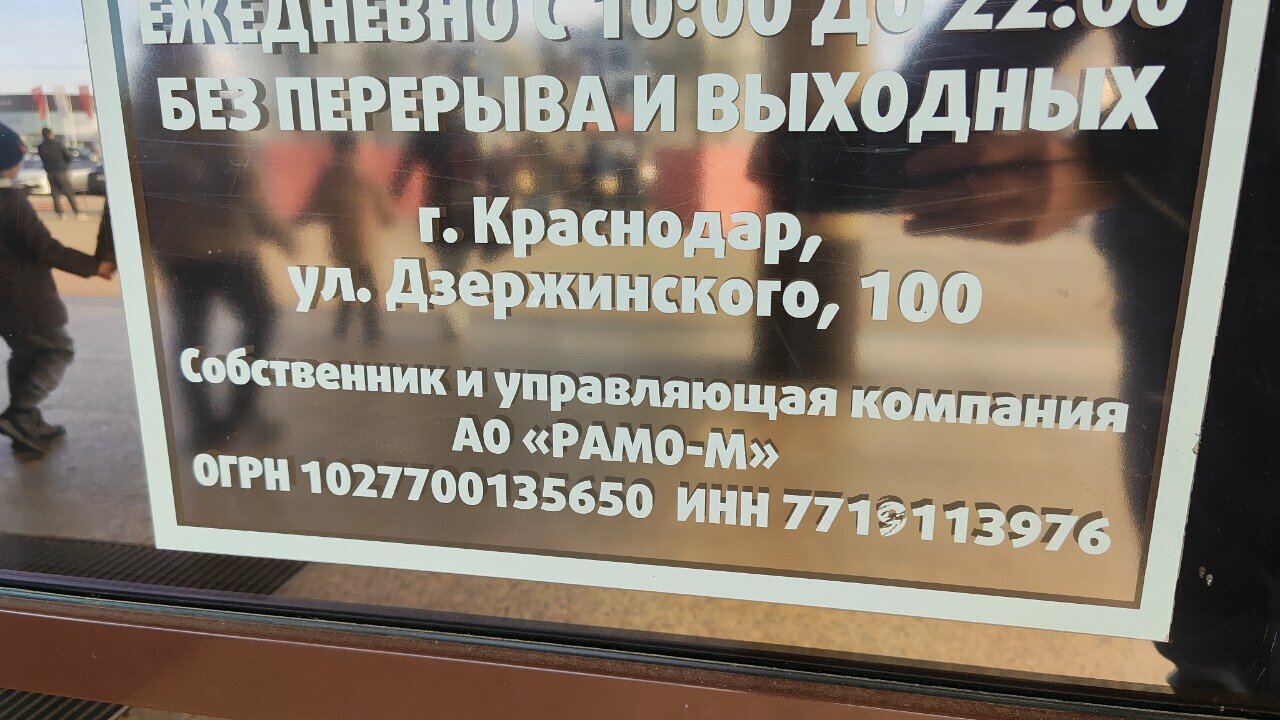 ЕЖЕДНЕВНО С 10:00 ДО 22:00
БЕЗ ПЕРЕРЫВА И ВЫХОДНЫХ
г. Краснодар,
ул. Дзержинского, 100
Собственник и управляющая компания
АО «РАМО-М»
ОГРН 1027700135650 ИНН 7719113976